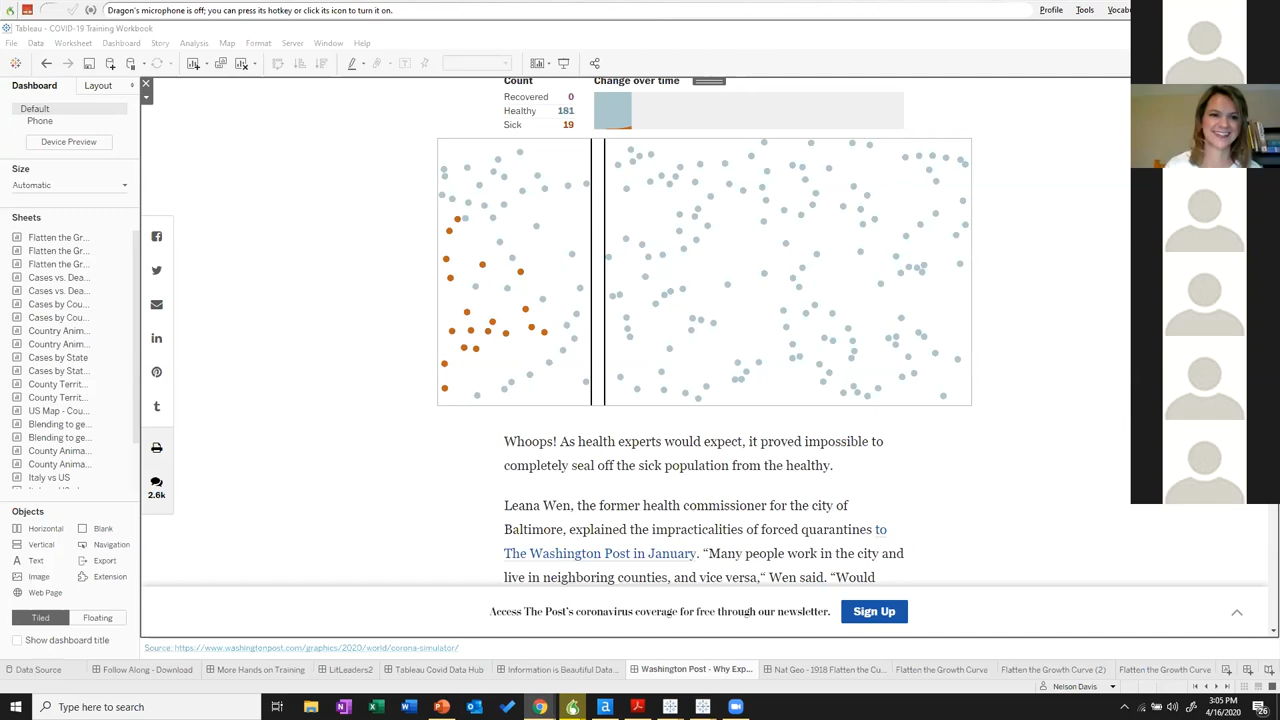 Dragon's microphone is off; you can press its hotkey or click its icon to turn it on.
Profile Tools Vocabu
Tableau - COVID-19 Training Workbook
File Data Worksheet Dashboard Story Analysis Map Format Server Window Help
Dashboard Layout
Default
Phone
Device Preview
Size
Automatic
Sheets
Flatten the Gr...
Flatten the Gr...
Flatten the Gr...
Cases vs. Dea...
Cases vs. Dea...
Cases by Cou...
Cases by Cou...
Country Anim...
Country Anim...
Cases by State
Cases by Stat...
County Territ...
County Territ...
US Map - Cou...
Blending to ge...
Blending to ge...
County Anima...
County Anima...
Italy vs US
Objects
Horizontal Blank
Vertical Navigation
Text Export
Image Extension
Web Page
Tiled Floating
Show dashboard title
2.6k
Count Change over time
Recovered 0
Healthy 181
Sick 19
Whoops! As health experts would expect, it proved impossible to
completely seal off the sick population from the healthy.
Leana Wen, the former health commissioner for the city of
Baltimore, explained the impracticalities of forced quarantines to
The Washington Post in January. “Many people work in the city and
live in neighboring counties, and vice versa,“ Wen said. “Would
Access The Post's coronavirus coverage for free through our newsletter. Sign Up
Source: https://www.washingtonpost.com/graphics/2020/world/corona-simulator/
Data Source Follow Along - Download More Hands on Training LitLeaders2 Tableau Covid Data Hub Information is Beautiful Data... Washington Post - Why Exp... Nat Geo - 1918 Flatten the Cu... Flatten the Growth Curve Flatten the Growth Curve (2) Flatten the Growth Curve
Nelson Davis
Type here to search
3:05 PM
4/16/2020
26